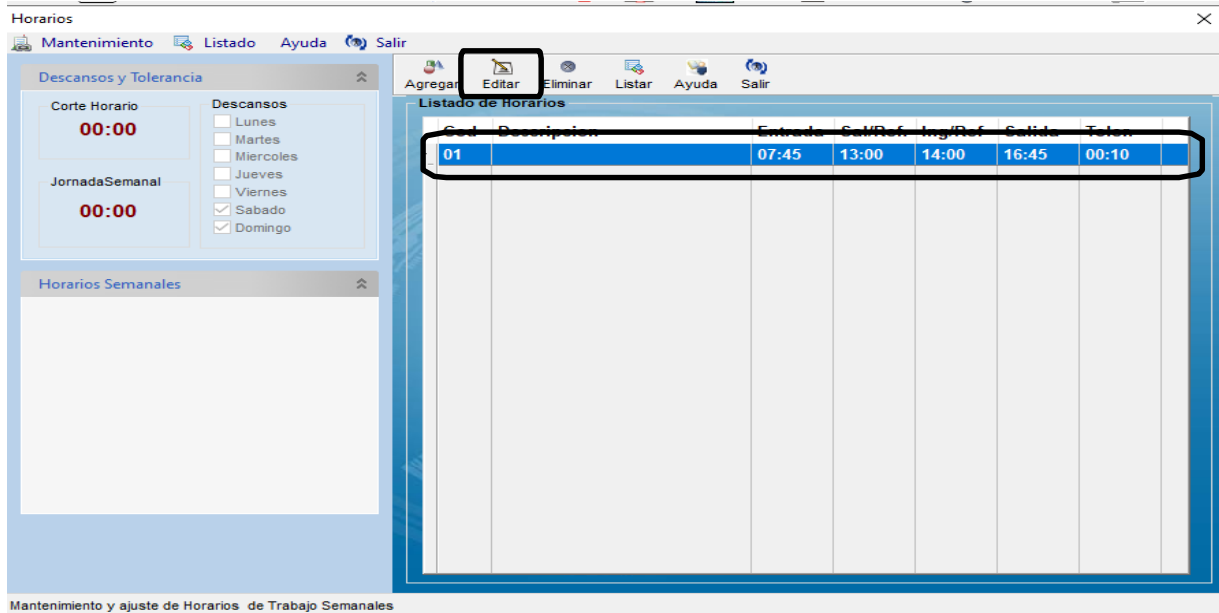 Horarios
Mantenimiento Listado Ayuda Salir
Descansos y Tolerancia
Corte Horario
00:00
JornadaSemanal
00:00
Descansos
Lunes
Martes
Miercoles
Jueves
Viernes
Sabado
Domingo
Horarios Semanales
Agregar Editar Eliminar Listar Ayuda Salir
Listado de Horarios
Cod Descripcion Entrada Sal/Ref. Ing/Ref Salida Toler.
01 07:45 13:00 14:00 16:45 00:10
Mantenimiento y ajuste de Horarios de Trabajo Semanales